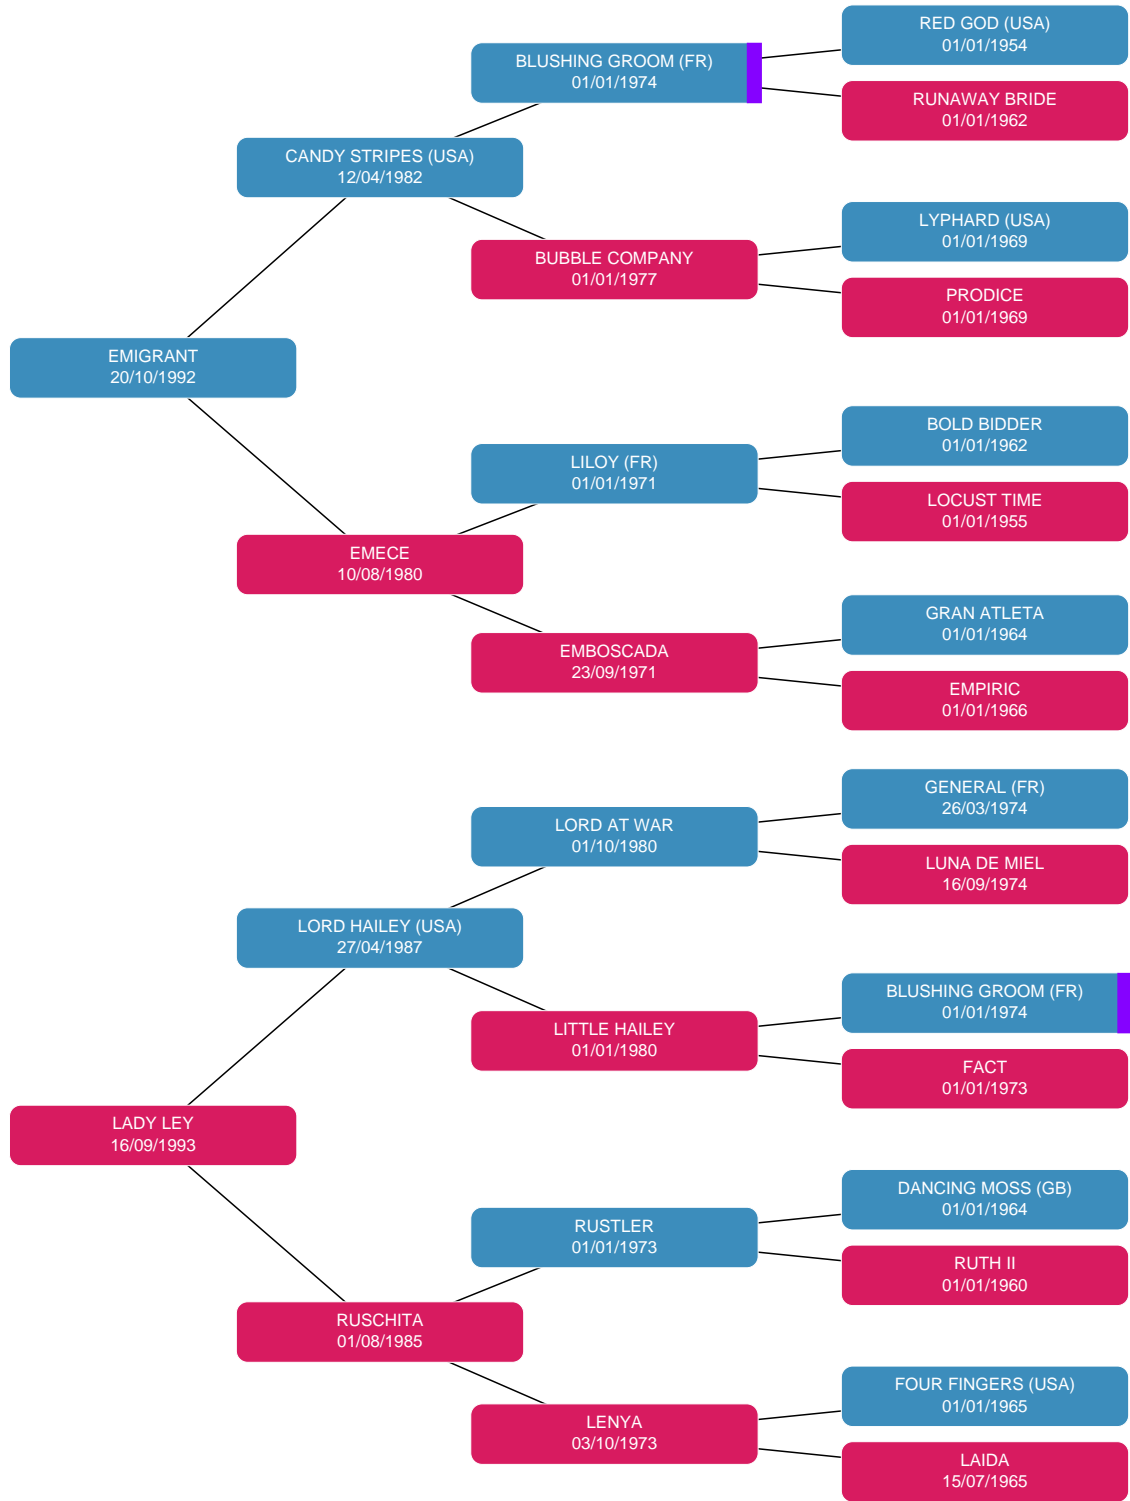 RED GOD (USA)
01/01/1954
BLUSHING GROOM (FR)
01/01/1974
RUNAWAY BRIDE
01/01/1962
CANDY STRIPES (USA)
12/04/1982
LYPHARD (USA)
01/01/1969
BUBBLE COMPANY
01/01/1977
PRODICE
01/01/1969
EMIGRANT
20/10/1992
BOLD BIDDER
01/01/1962
LILOY (FR)
01/01/1971
LOCUST TIME
01/01/1955
EMECE
10/08/1980
GRAN ATLETA
01/01/1964
EMBOSCADA
23/09/1971
EMPIRIC
01/01/1966
GENERAL (FR)
26/03/1974
LORD AT WAR
01/10/1980
LUNA DE MIEL
16/09/1974
LORD HAILEY (USA)
27/04/1987
BLUSHING GROOM (FR)
01/01/1974
LITTLE HAILEY
01/01/1980
FACT
01/01/1973
LADY LEY
16/09/1993
DANCING MOSS (GB)
01/01/1964
RUSTLER
01/01/1973
RUTH II
01/01/1960
RUSCHITA
01/08/1985
FOUR FINGERS (USA)
01/01/1965
LENYA
03/10/1973
LAIDA
15/07/1965